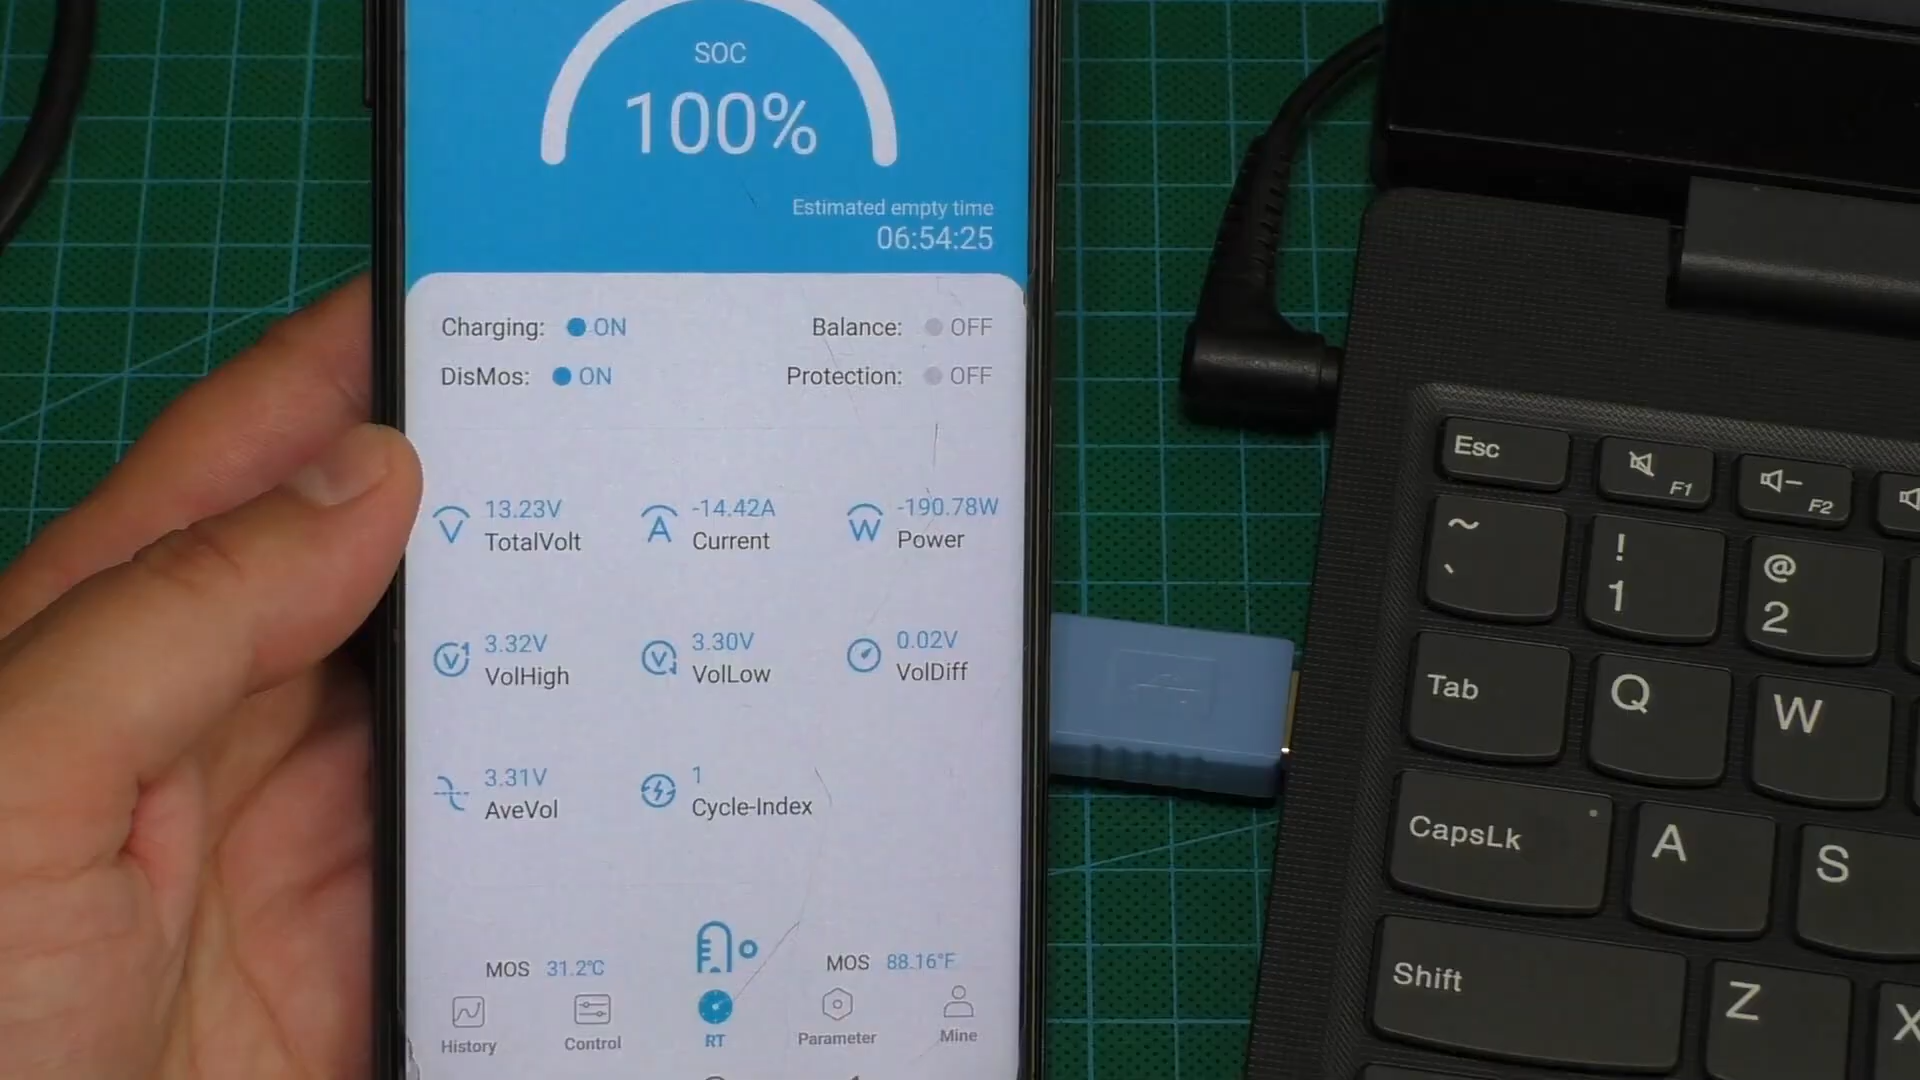 SOC
100%
Estimated empty time
06:54:25
Charging: ON
Balance: OFF
DisMos: ON
Protection: OFF
13.23V
TotalVolt
-14.42A
Current
-190.78W
Power
3.32V
VolHigh
3.30V
VolLow
0.02V
VolDiff
3.31V
AveVol
1
Cycle-Index
MOS 31.2℃
MOS 88.16°F
History
Control
RT
Parameter
Mine
Esc
F1
F2
~
`
!
1
@
2
Tab
Q
W
CapsLk
A
S
Shift
Z
X